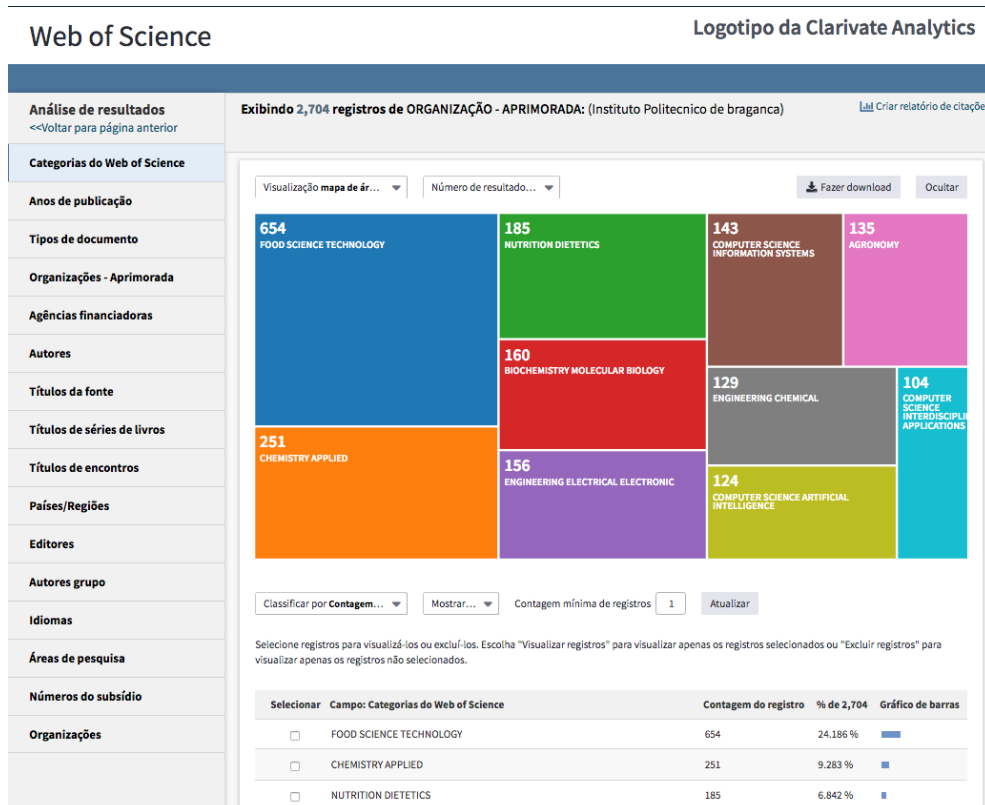 Web of Science
Logotipo da Clarivate Analytics
Análise de resultados
<<Voltar para página anterior
Exibindo 2,704 registros de ORGANIZAÇÃO - APRIMORADA: (Instituto Politecnico de braganca)
Criar relatório de citaçõe
Categorias do Web of Science
Anos de publicação
Tipos de documento
Organizações - Aprimorada
Agências financiadoras
Autores
Títulos da fonte
Títulos de séries de livros
Títulos de encontros
Países/Regiões
Editores
Autores grupo
Idiomas
Áreas de pesquisa
Números do subsídio
Organizações
Visualização mapa de ár...
Número de resultado...
Fazer download
Ocultar
654
FOOD SCIENCE TECHNOLOGY
251
CHEMISTRY APPLIED
185
NUTRITION DIETETICS
160
BIOCHEMISTRY MOLECULAR BIOLOGY
156
ENGINEERING ELECTRICAL ELECTRONIC
143
COMPUTER SCIENCE
INFORMATION SYSTEMS
135
AGRONOMY
129
ENGINEERING CHEMICAL
124
COMPUTER SCIENCE ARTIFICIAL
INTELLIGENCE
104
COMPUTER
SCIENCE
INTERDISCIPLI
APPLICATIONS
Classificar por Contagem...
Mostrar...
Contagem mínima de registros 1
Atualizar
Selecione registros para visualizá-los ou excluí-los. Escolha "Visualizar registros" para visualizar apenas os registros selecionados ou "Excluir registros" para
visualizar apenas os registros não selecionados.
Selecionar Campo: Categorias do Web of Science Contagem do registro % de 2,704 Gráfico de barras
FOOD SCIENCE TECHNOLOGY 654 24.186 %
CHEMISTRY APPLIED 251 9.283 %
NUTRITION DIETETICS 185 6.842 %